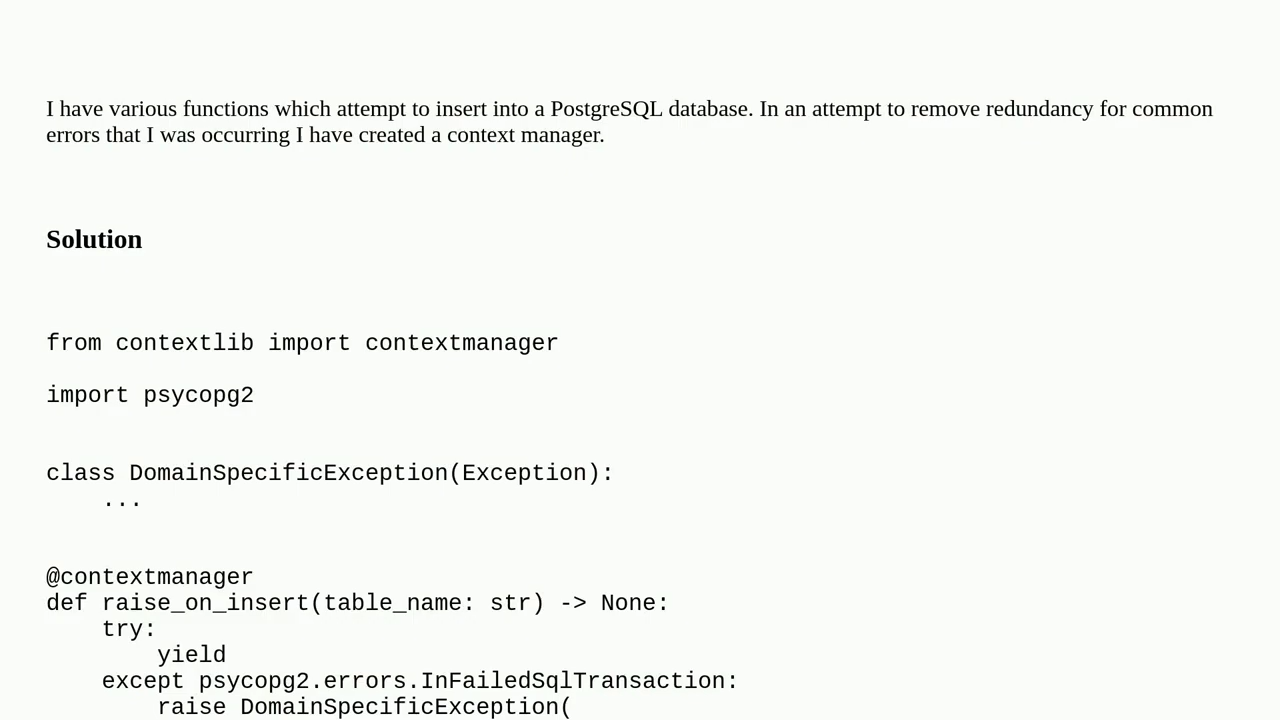 I have various functions which attempt to insert into a PostgreSQL database. In an attempt to remove redundancy for common
errors that I was occurring I have created a context manager.
Solution
from contextlib import contextmanager
import psycopg2
class DomainSpecificException(Exception):
    ...
@contextmanager
def raise_on_insert(table_name: str) -> None:
    try:
        yield
    except psycopg2.errors.InFailedSqlTransaction:
        raise DomainSpecificException(